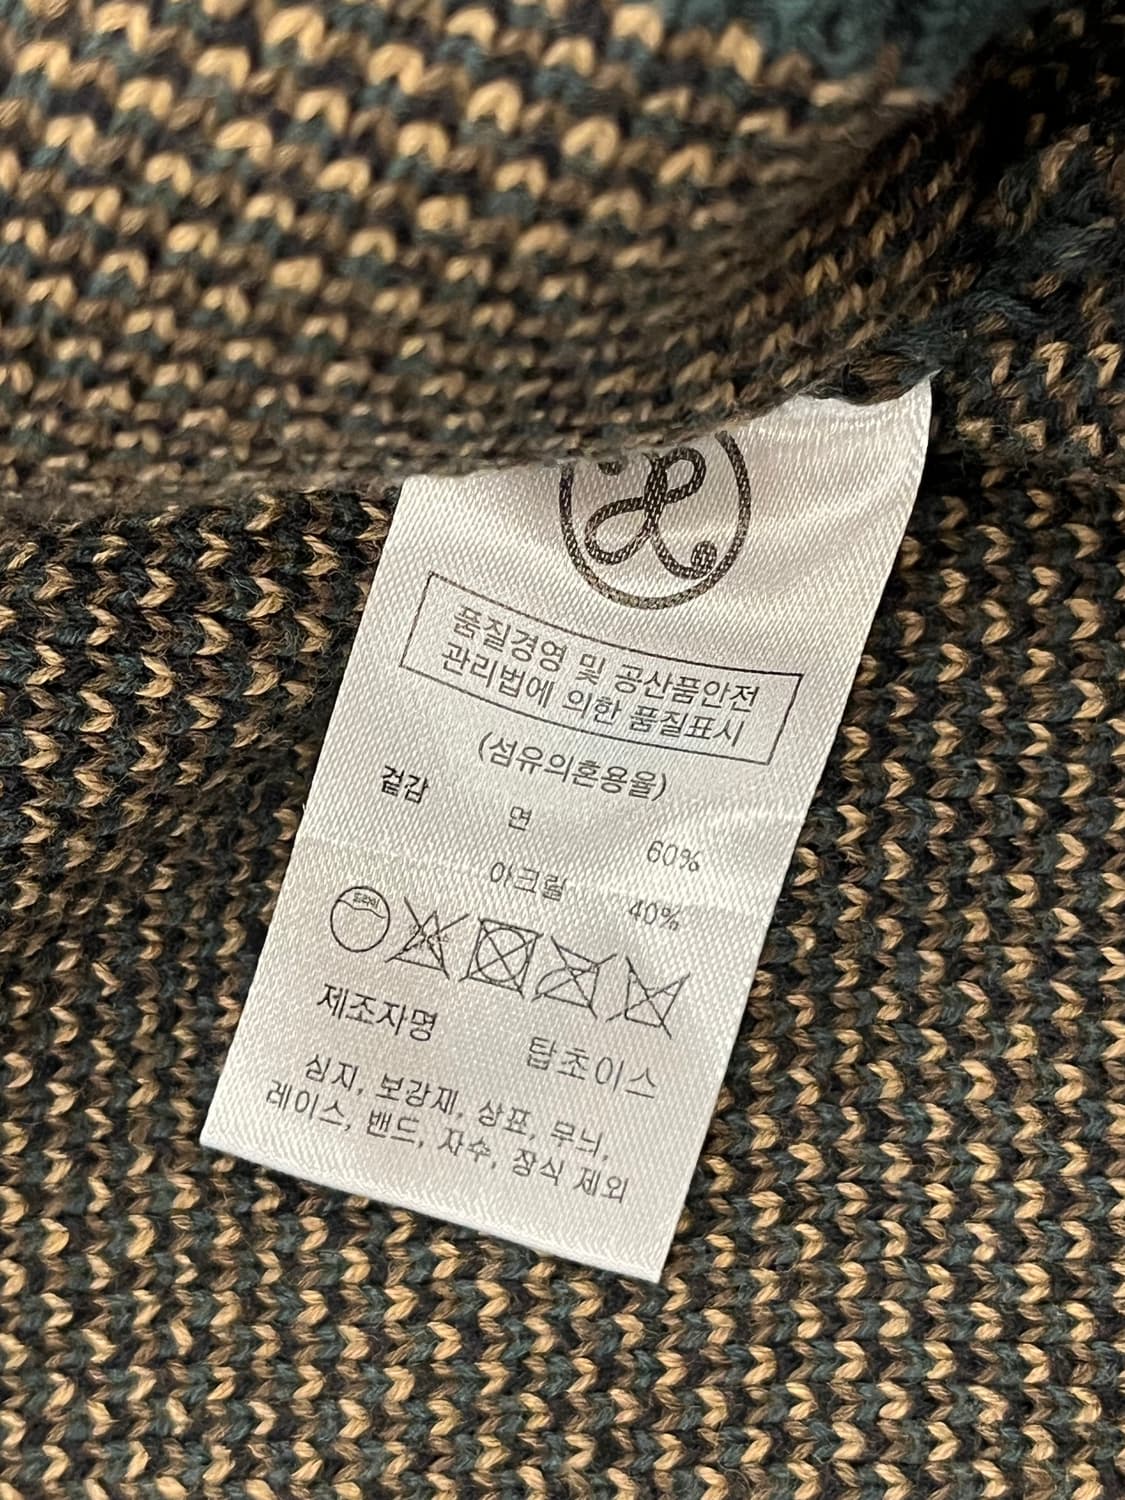 품질경영 및 공산품안전
관리법에 의한 품질표시
(섬유의혼용율)
겉감 면 60%
아크릴 40%
드라이
제조자명 탑초이스
심지, 보강재, 상표, 무늬,
레이스, 밴드, 자수, 장식 제외